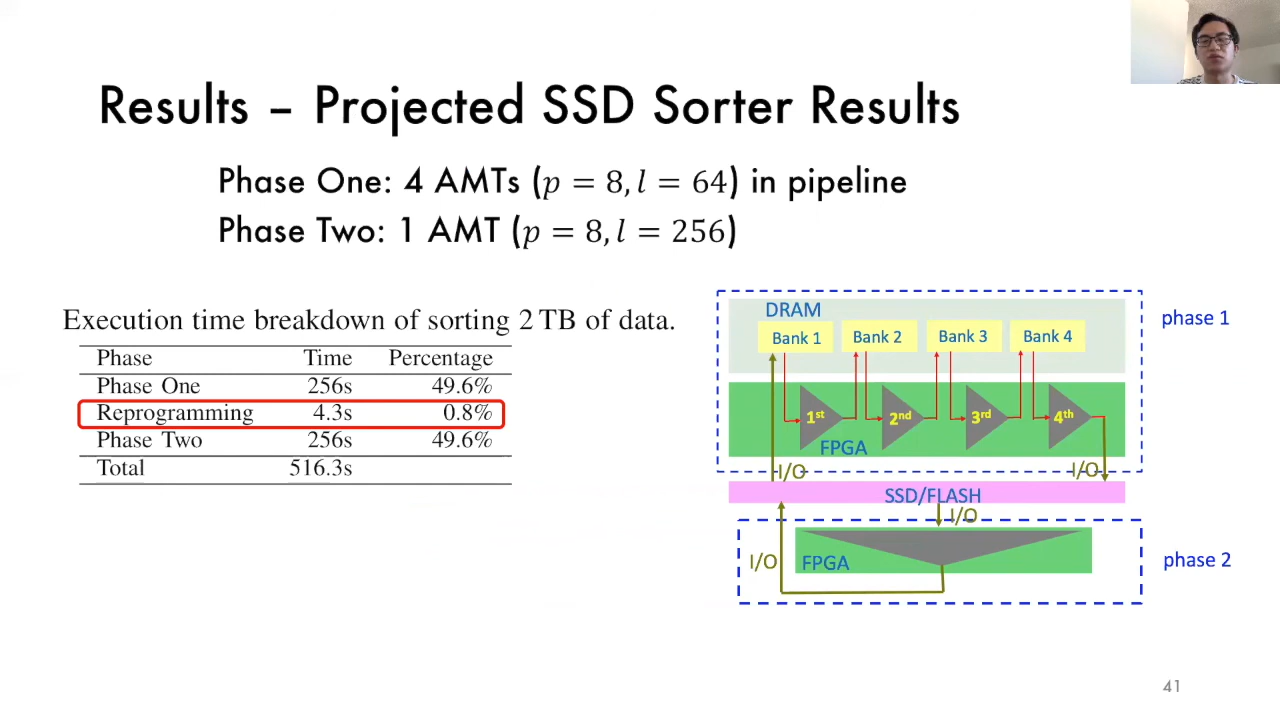 Results – Projected SSD Sorter Results
Phase One: 4 AMTs (p = 8, l = 64) in pipeline
Phase Two: 1 AMT (p = 8, l = 256)
Execution time breakdown of sorting 2 TB of data.
Phase Time Percentage
Phase One 256s 49.6%
Reprogramming 4.3s 0.8%
Phase Two 256s 49.6%
Total 516.3s
DRAM
Bank 1 Bank 2 Bank 3 Bank 4
phase 1
1st 2nd 3rd 4th
FPGA
I/O I/O
SSD/FLASH
I/O
I/O FPGA
phase 2
41